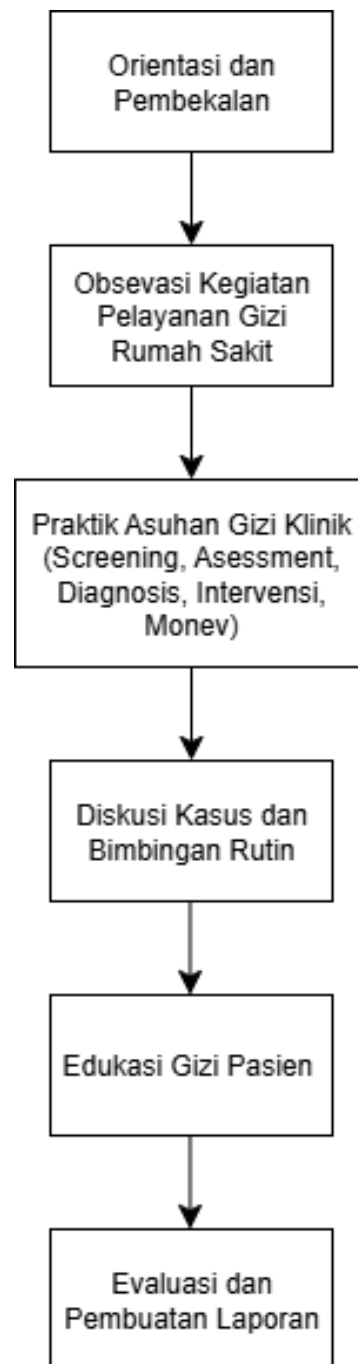 Orientasi dan
Pembekalan
Obsevasi Kegiatan
Pelayanan Gizi
Rumah Sakit
Praktik Asuhan Gizi Klinik
(Screening, Asessment,
Diagnosis, Intervensi,
Monev)
Diskusi Kasus dan
Bimbingan Rutin
Edukasi Gizi Pasien
Evaluasi dan
Pembuatan Laporan